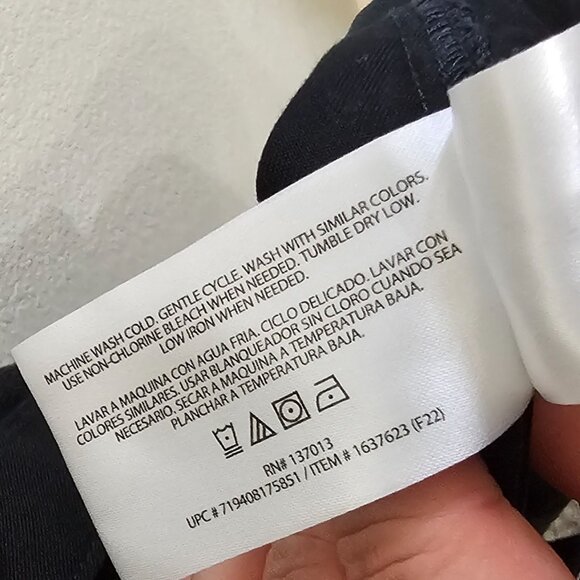 MACHINE WASH COLD. GENTLE CYCLE. WASH WITH SIMILAR COLORS.
USE NON-CHLORINE BLEACH WHEN NEEDED. TUMBLE DRY LOW.
LOW IRON WHEN NEEDED.
LAVAR A MAQUINA CON AGUA FRIA. CICLO DELICADO. LAVAR CON
COLORES SIMILARES. USAR BLANQUEADOR SIN CLORO CUANDO SEA
NECESARIO. SECAR A MAQUINA A TEMPERATURA BAJA.
PLANCHAR A TEMPERATURA BAJA.
RN# 137013
UPC # 719408175851 / ITEM # 1637623 (F22)